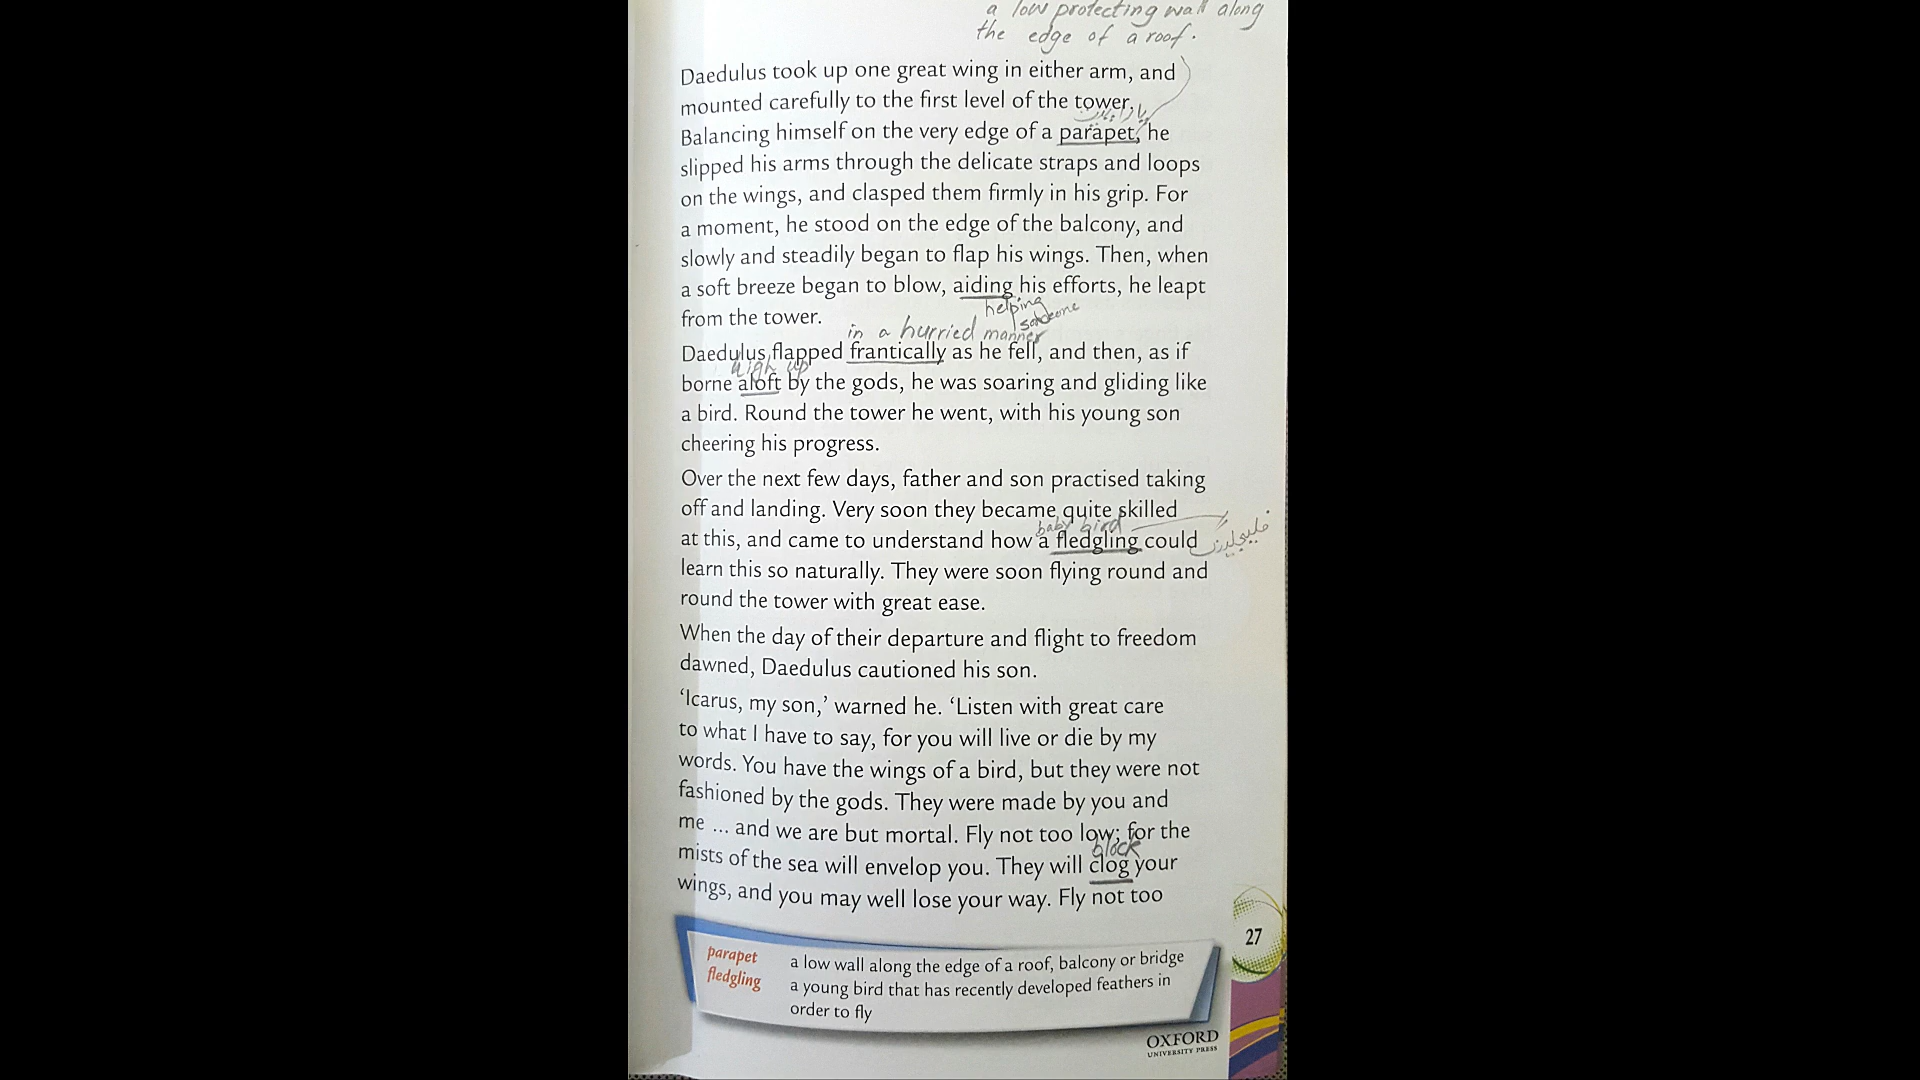 a low protecting wall along
the edge of a roof.
Daedulus took up one great wing in either arm, and
mounted carefully to the first level of the tower.
Balancing himself on the very edge of a parapet, he
slipped his arms through the delicate straps and loops
on the wings, and clasped them firmly in his grip. For
a moment, he stood on the edge of the balcony, and
slowly and steadily began to flap his wings. Then, when
a soft breeze began to blow, aiding his efforts, he leapt
helping
someone
from the tower.
in a hurried manner
Daedulus flapped frantically as he fell, and then, as if
high up
borne aloft by the gods, he was soaring and gliding like
a bird. Round the tower he went, with his young son
cheering his progress.
Over the next few days, father and son practised taking
off and landing. Very soon they became quite skilled
baby bird
at this, and came to understand how a fledgling could
learn this so naturally. They were soon flying round and
round the tower with great ease.
When the day of their departure and flight to freedom
dawned, Daedulus cautioned his son.
‘Icarus, my son,’ warned he. ‘Listen with great care
to what I have to say, for you will live or die by my
words. You have the wings of a bird, but they were not
fashioned by the gods. They were made by you and
me ... and we are but mortal. Fly not too low; for the
block
mists of the sea will envelop you. They will clog your
wings, and you may well lose your way. Fly not too
27
parapet a low wall along the edge of a roof, balcony or bridge
fledgling a young bird that has recently developed feathers in
order to fly
OXFORD
UNIVERSITY PRESS